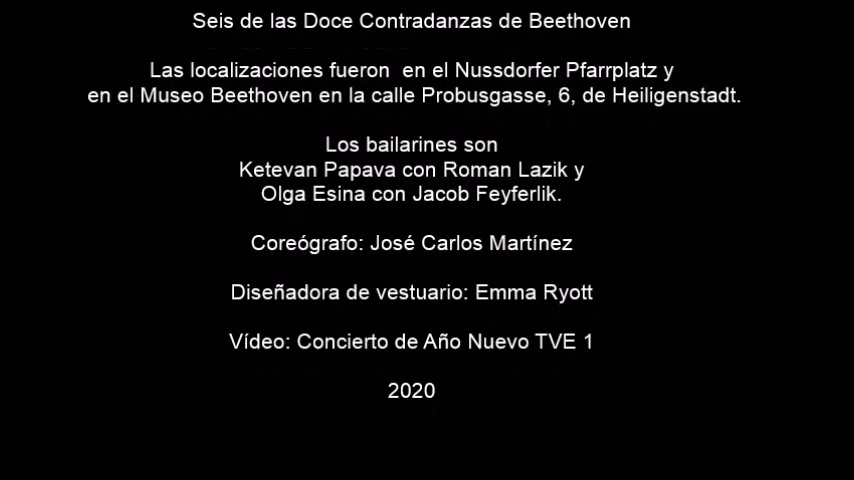 Seis de las Doce Contradanzas de Beethoven
Las localizaciones fueron en el Nussdorfer Pfarrplatz y
en el Museo Beethoven en la calle Probusgasse, 6, de Heiligenstadt.
Los bailarines son
Ketevan Papava con Roman Lazik y
Olga Esina con Jacob Feyferlik.
Coreógrafo: José Carlos Martínez
Diseñadora de vestuario: Emma Ryott
Vídeo: Concierto de Año Nuevo TVE 1
2020